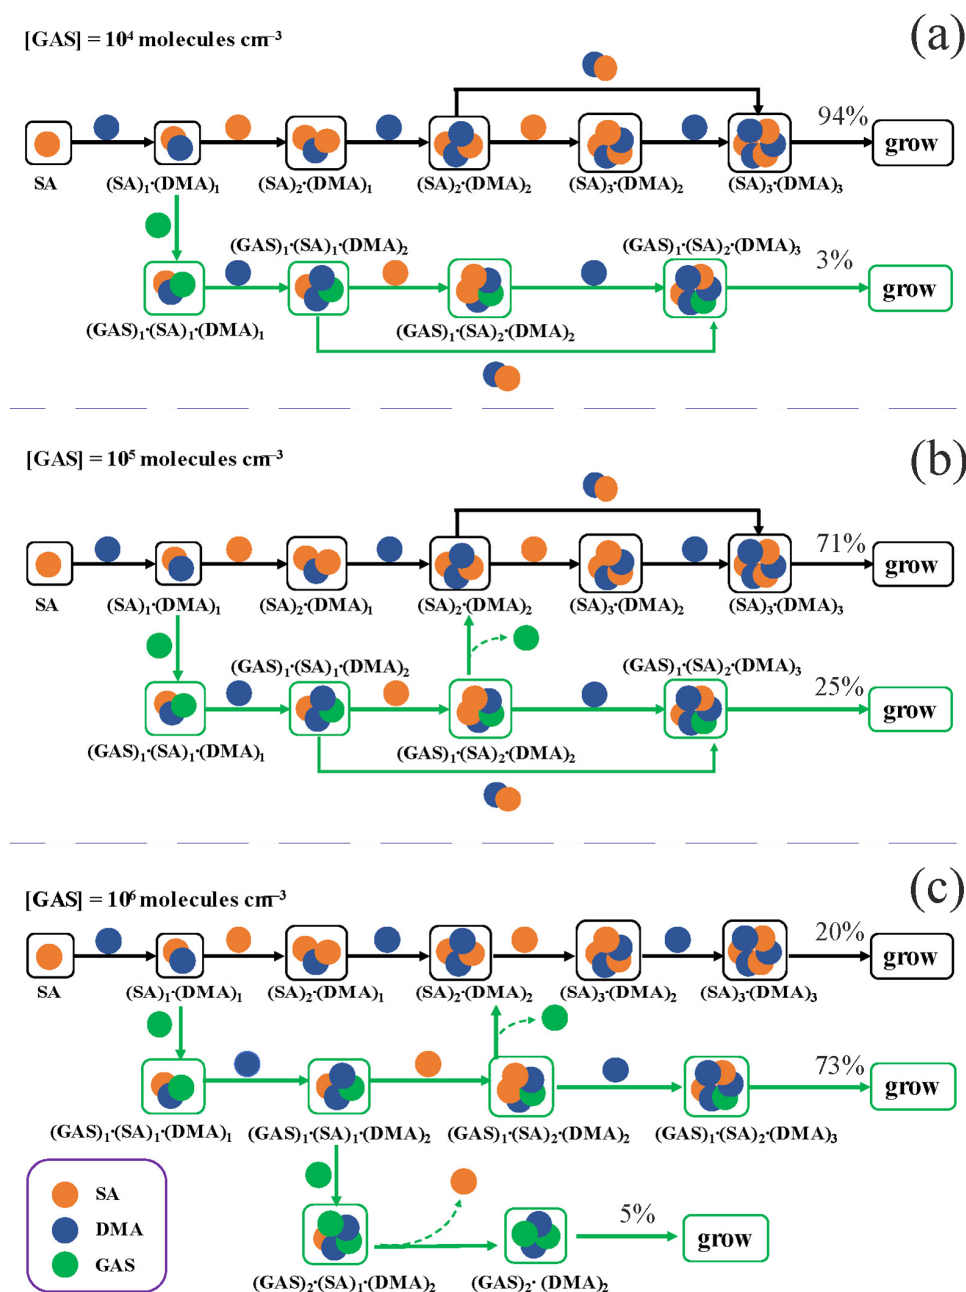 [GAS] = 10⁴ molecules cm⁻³
(a)
94%
grow
SA
(SA)₁·(DMA)₁
(SA)₂·(DMA)₁
(SA)₂·(DMA)₂
(SA)₃·(DMA)₂
(SA)₃·(DMA)₃
(GAS)₁·(SA)₁·(DMA)₂
(GAS)₁·(SA)₂·(DMA)₃
3%
grow
(GAS)₁·(SA)₁·(DMA)₁
(GAS)₁·(SA)₂·(DMA)₂
[GAS] = 10⁵ molecules cm⁻³
(b)
71%
grow
SA
(SA)₁·(DMA)₁
(SA)₂·(DMA)₁
(SA)₂·(DMA)₂
(SA)₃·(DMA)₂
(SA)₃·(DMA)₃
(GAS)₁·(SA)₁·(DMA)₂
(GAS)₁·(SA)₂·(DMA)₃
25%
grow
(GAS)₁·(SA)₁·(DMA)₁
(GAS)₁·(SA)₂·(DMA)₂
[GAS] = 10⁶ molecules cm⁻³
(c)
20%
grow
SA
(SA)₁·(DMA)₁
(SA)₂·(DMA)₁
(SA)₂·(DMA)₂
(SA)₃·(DMA)₂
(SA)₃·(DMA)₃
73%
grow
(GAS)₁·(SA)₁·(DMA)₁
(GAS)₁·(SA)₁·(DMA)₂
(GAS)₁·(SA)₂·(DMA)₂
(GAS)₁·(SA)₂·(DMA)₃
SA
DMA
GAS
5%
grow
(GAS)₂·(SA)₁·(DMA)₂
(GAS)₂·(DMA)₂